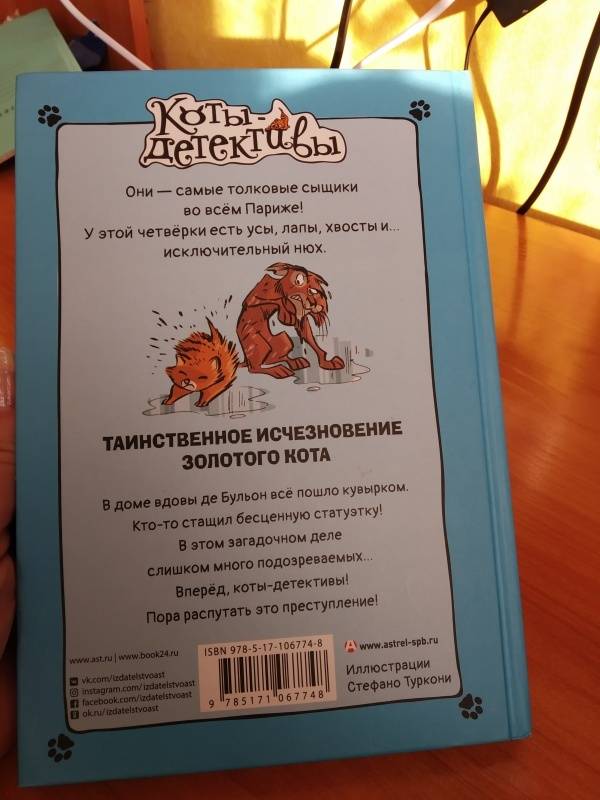 Коты-
детективы
Они — самые толковые сыщики
во всём Париже!
У этой четвёрки есть усы, лапы, хвосты и...
исключительный нюх.
ТАИНСТВЕННОЕ ИСЧЕЗНОВЕНИЕ
ЗОЛОТОГО КОТА
В доме вдовы де Бульон всё пошло кувырком.
Кто-то стащил бесценную статуэтку!
В этом загадочном деле
слишком много подозреваемых...
Вперёд, коты-детективы!
Пора распутать это преступление!
www.ast.ru | www.book24.ru
vk.com/izdatelstvoast
instagram.com/izdatelstvoast
facebook.com/izdatelstvoast
ok.ru/izdatelstvoast
ISBN 978-5-17-106774-8
9 785171 067748
www.astrel-spb.ru
Иллюстрации
Стефано Туркони